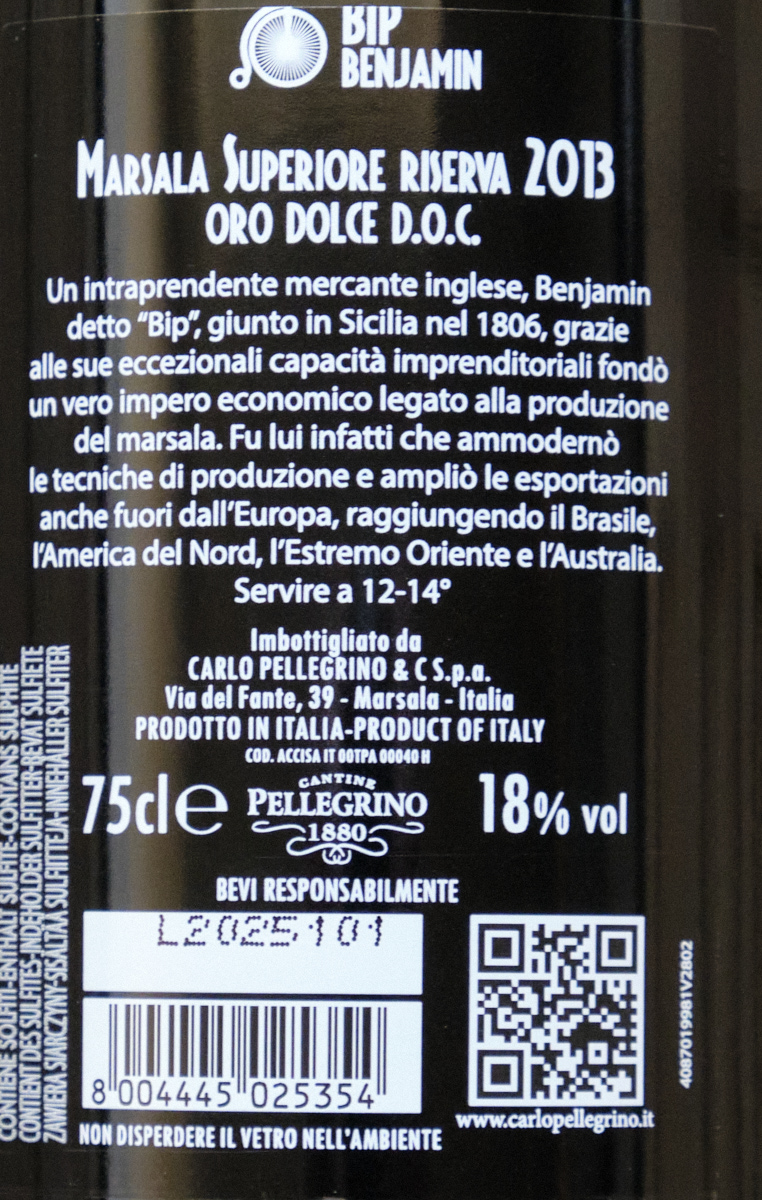 BIP
BENJAMIN
MARSALA SUPERIORE RISERVA 2013
ORO DOLCE D.O.C.
Un intraprendente mercante inglese, Benjamin
detto “Bip”, giunto in Sicilia nel 1806, grazie
alle sue eccezionali capacità imprenditoriali fondò
un vero impero economico legato alla produzione
del marsala. Fu lui infatti che ammodernò
le tecniche di produzione e ampliò le esportazioni
anche fuori dall'Europa, raggiungendo il Brasile,
l'America del Nord, l'Estremo Oriente e l'Australia.
Servire a 12-14°
Imbottigliato da
CARLO PELLEGRINO & C S.p.a.
Via del Fante, 39 - Marsala - Italia
PRODOTTO IN ITALIA-PRODUCT OF ITALY
COD. ACCISA IT 00TPA 00040 H
75cl e
CANTINE
PELLEGRINO
1880
18% vol
BEVI RESPONSABILMENTE
L2025101
8 004445 025354
www.carlopellegrino.it
NON DISPERDERE IL VETRO NELL'AMBIENTE
CONTIENE SOLFITI-ENTHALT SULFITE-CONTAINS SULPHITE
CONTIENT DES SULFITES-INDEHOLDER SULFITTER-BEVAT SULFIETE
ZAWIERA SIARCZYNY-SISÄLTÄÄ SULFIITTEJA-INNEHÅLLER SULFITER
4087019981V2802